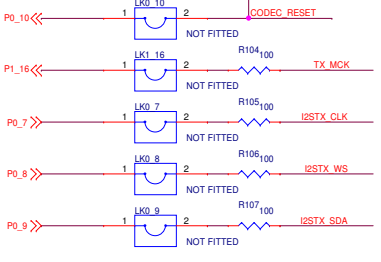 LK0_10
P0_10 1 2 CODEC_RESET
NOT FITTED
LK1_16 R104 100
P1_16 1 2 TX_MCK
NOT FITTED
LK0_7 R105 100
P0_7 1 2 I2STX_CLK
NOT FITTED
LK0_8 R106 100
P0_8 1 2 I2STX_WS
NOT FITTED
LK0_9 R107 100
P0_9 1 2 I2STX_SDA
NOT FITTED